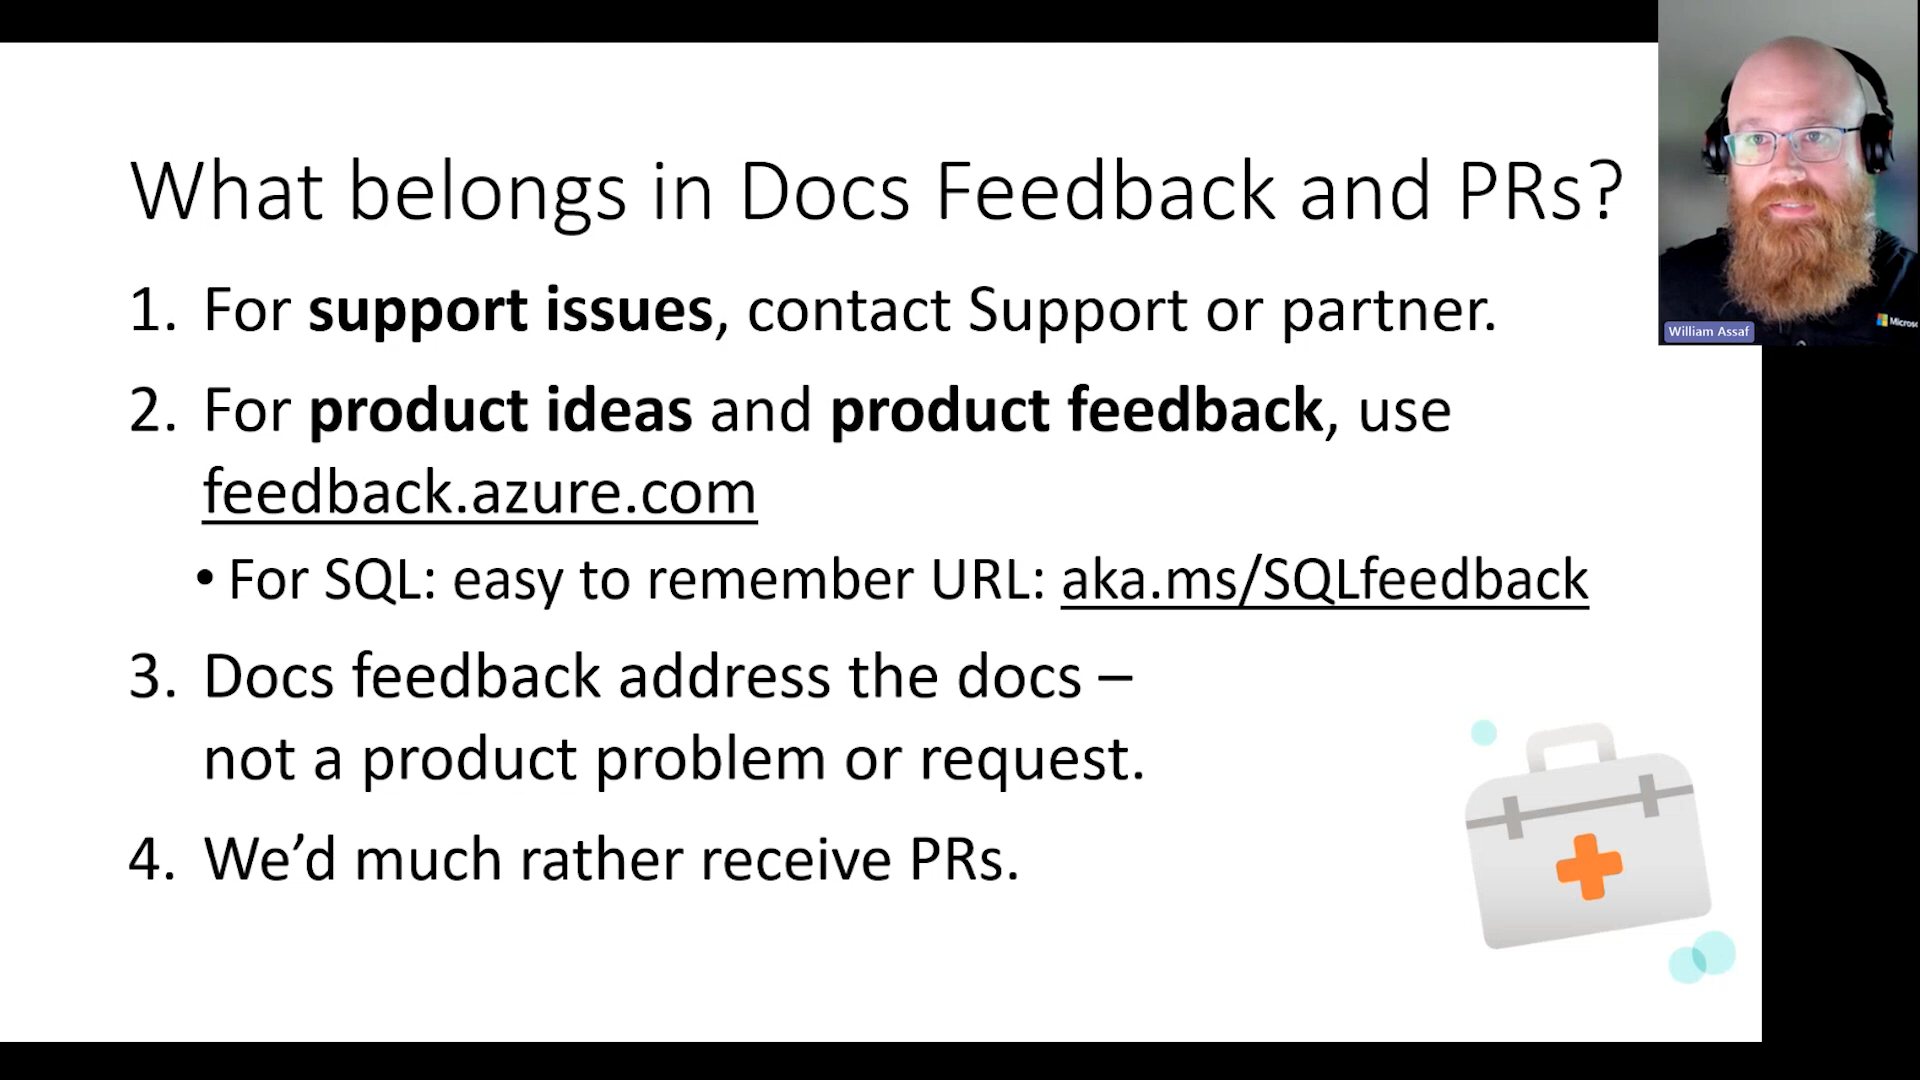 What belongs in Docs Feedback and PRs?
1. For support issues, contact Support or partner.
2. For product ideas and product feedback, use
feedback.azure.com
• For SQL: easy to remember URL: aka.ms/SQLfeedback
3. Docs feedback address the docs –
not a product problem or request.
4. We’d much rather receive PRs.
William Assaf